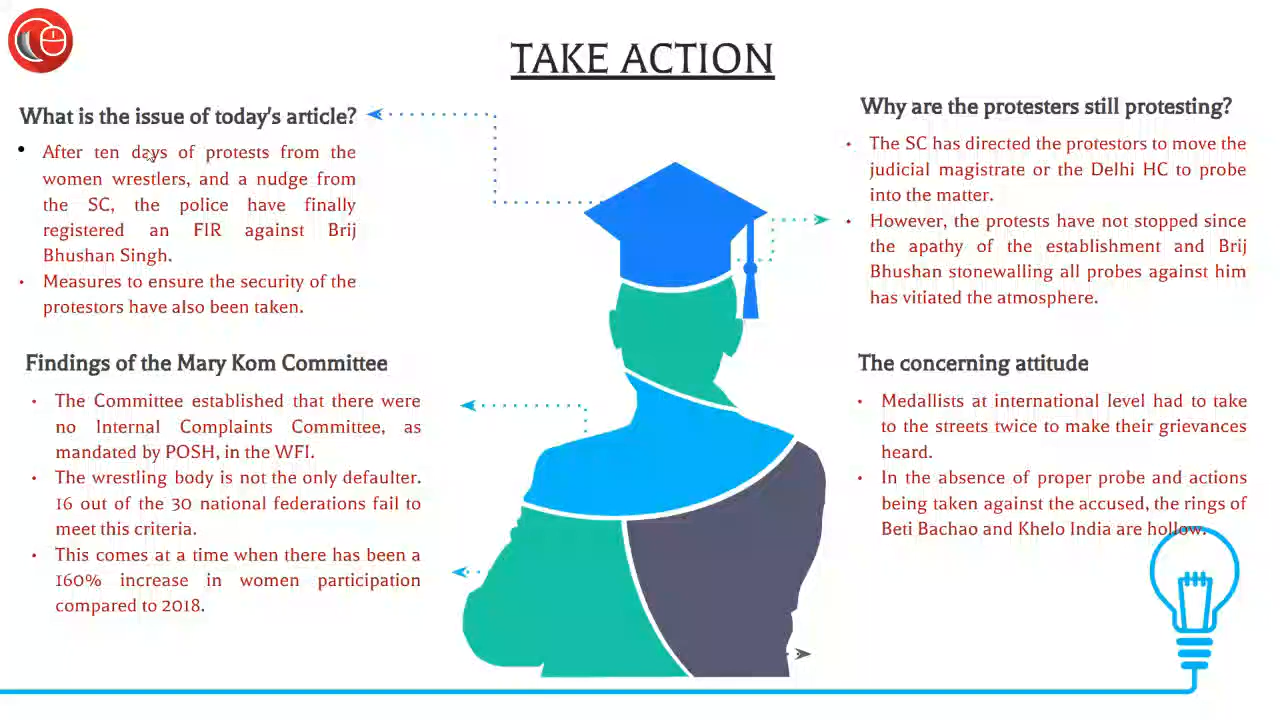 TAKE ACTION
What is the issue of today's article?
• After ten days of protests from the
women wrestlers, and a nudge from
the SC, the police have finally
registered an FIR against Brij
Bhushan Singh.
• Measures to ensure the security of the
protestors have also been taken.
Findings of the Mary Kom Committee
• The Committee established that there were
no Internal Complaints Committee, as
mandated by POSH, in the WFI.
• The wrestling body is not the only defaulter.
16 out of the 30 national federations fail to
meet this criteria.
• This comes at a time when there has been a
160% increase in women participation
compared to 2018.
Why are the protesters still protesting?
• The SC has directed the protestors to move the
judicial magistrate or the Delhi HC to probe
into the matter.
• However, the protests have not stopped since
the apathy of the establishment and Brij
Bhushan stonewalling all probes against him
has vitiated the atmosphere.
The concerning attitude
• Medallists at international level had to take
to the streets twice to make their grievances
heard.
• In the absence of proper probe and actions
being taken against the accused, the rings of
Beti Bachao and Khelo India are hollow.